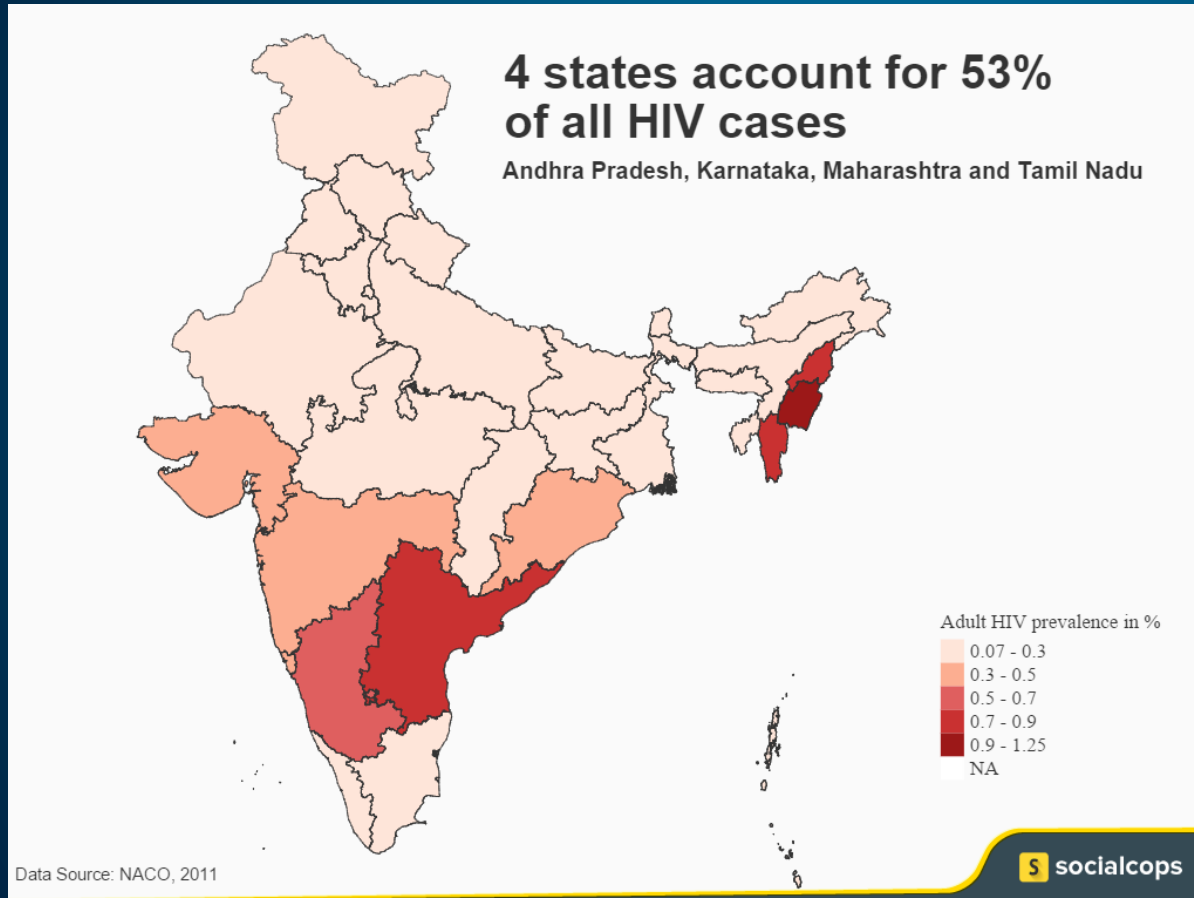 4 states account for 53%
of all HIV cases
Andhra Pradesh, Karnataka, Maharashtra and Tamil Nadu
Adult HIV prevalence in %
0.07 - 0.3
0.3 - 0.5
0.5 - 0.7
0.7 - 0.9
0.9 - 1.25
NA
Data Source: NACO, 2011
S socialcops